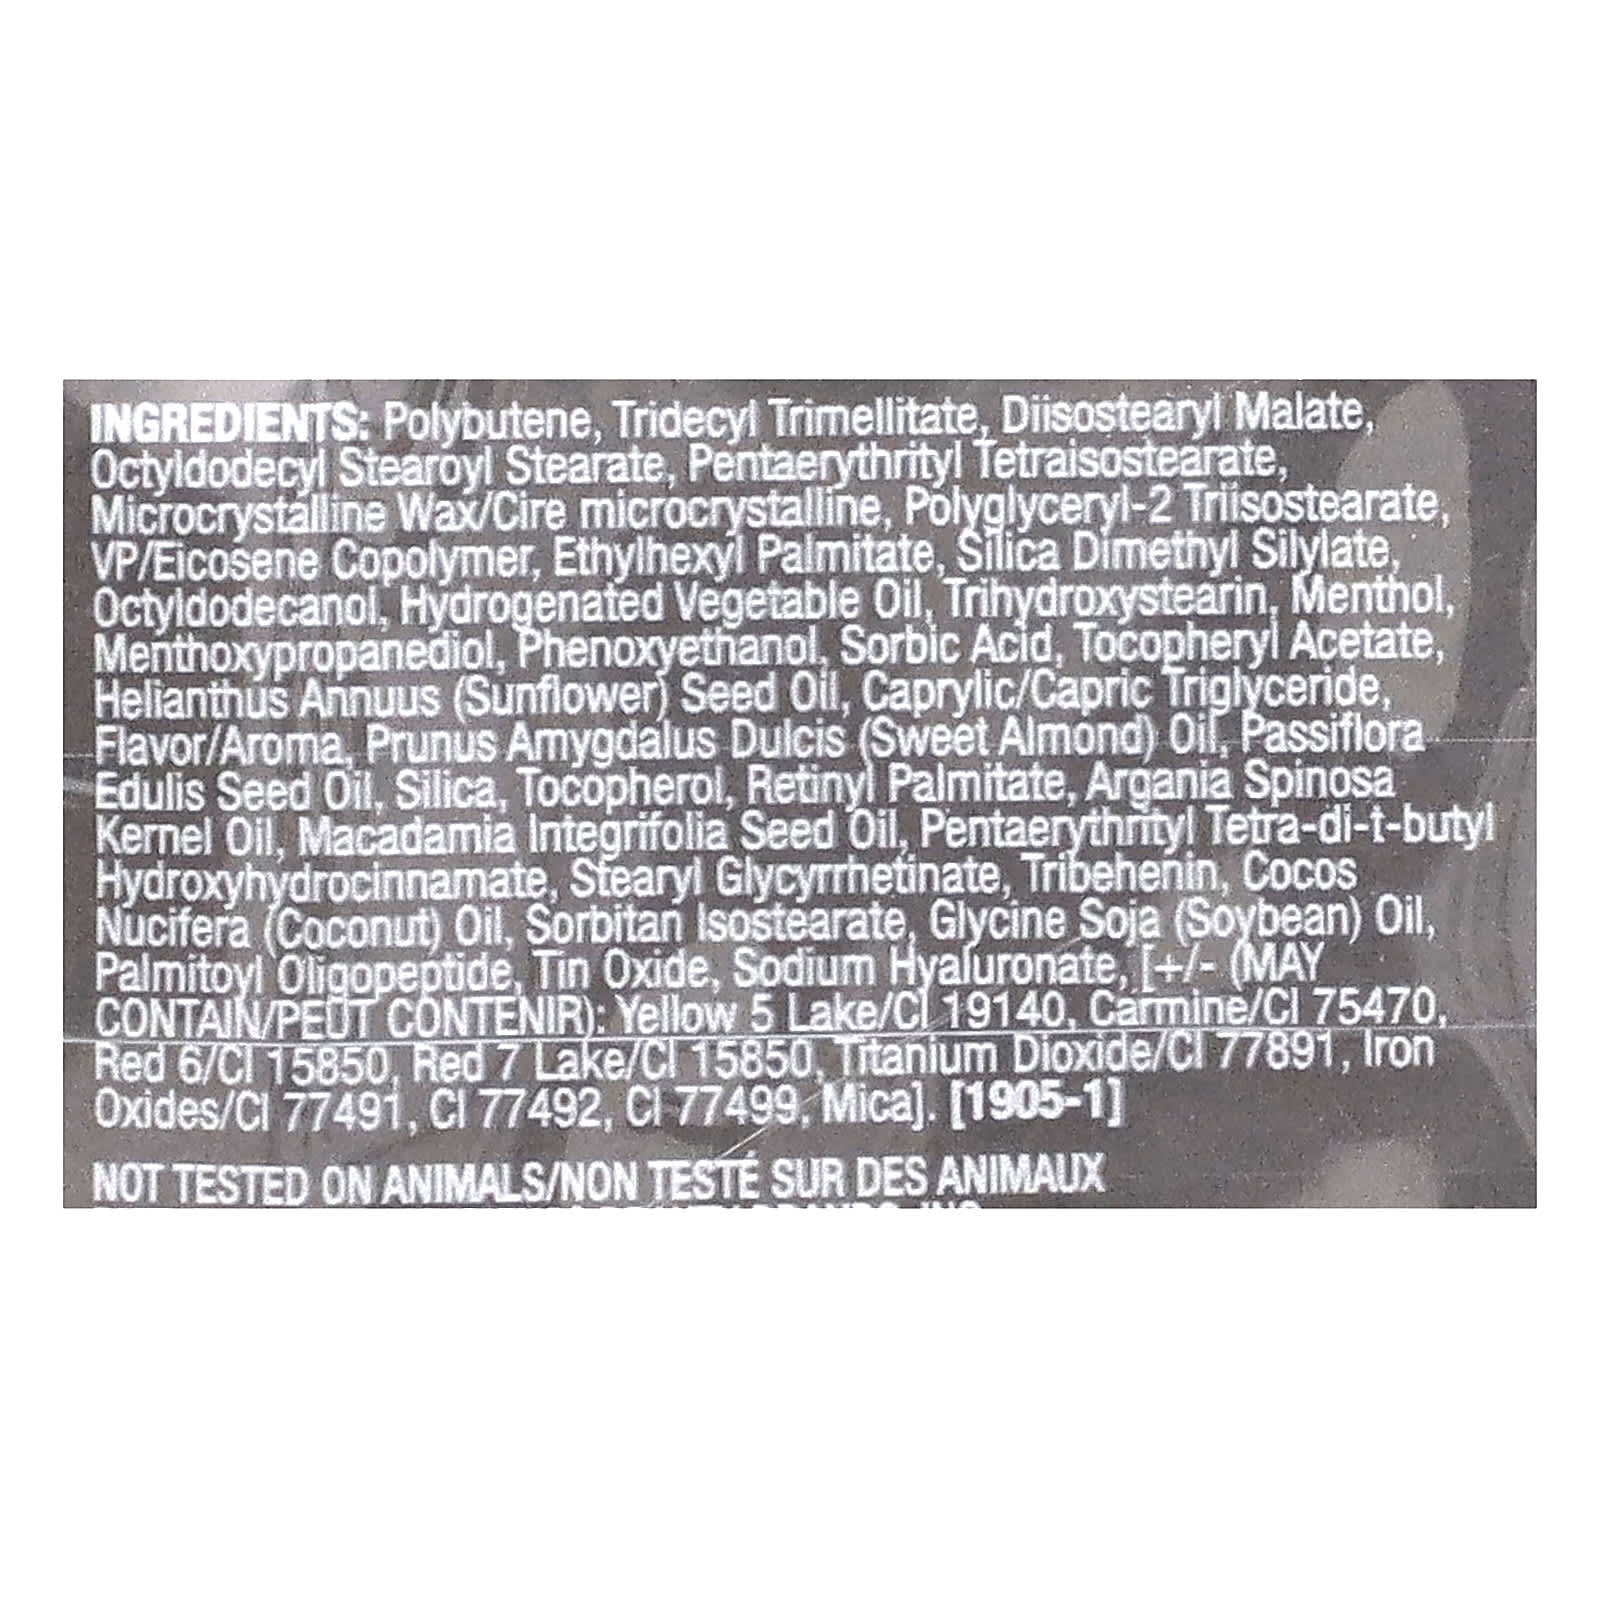 INGREDIENTS: Polybutene, Tridecyl Trimellitate, Diisostearyl Malate,
Octyldodecyl Stearoyl Stearate, Pentaerythrityl Tetraisostearate,
Microcrystalline Wax/Cire microcrystalline, Polyglyceryl-2 Triisostearate,
VP/Eicosene Copolymer, Ethylhexyl Palmitate, Silica Dimethyl Silylate,
Octyldodecanol, Hydrogenated Vegetable Oil, Trihydroxystearin, Menthol,
Menthoxypropanediol, Phenoxyethanol, Sorbic Acid, Tocopheryl Acetate,
Helianthus Annuus (Sunflower) Seed Oil, Caprylic/Capric Triglyceride,
Flavor/Aroma, Prunus Amygdalus Dulcis (Sweet Almond) Oil, Passiflora
Edulis Seed Oil, Silica, Tocopherol, Retinyl Palmitate, Argania Spinosa
Kernel Oil, Macadamia Integrifolia Seed Oil, Pentaerythrityl Tetra-di-t-butyl
Hydroxyhydrocinnamate, Stearyl Glycyrrhetinate, Tribehenin, Cocos
Nucifera (Coconut) Oil, Sorbitan Isostearate, Glycine Soja (Soybean) Oil,
Palmitoyl Oligopeptide, Tin Oxide, Sodium Hyaluronate, [+/- (MAY
CONTAIN/PEUT CONTENIR): Yellow 5 Lake/CI 19140, Carmine/CI 75470,
Red 6/CI 15850, Red 7 Lake/CI 15850, Titanium Dioxide/CI 77891, Iron
Oxides/CI 77491, CI 77492, CI 77499, Mica]. [1905-1]
NOT TESTED ON ANIMALS/NON TESTÉ SUR DES ANIMAUX